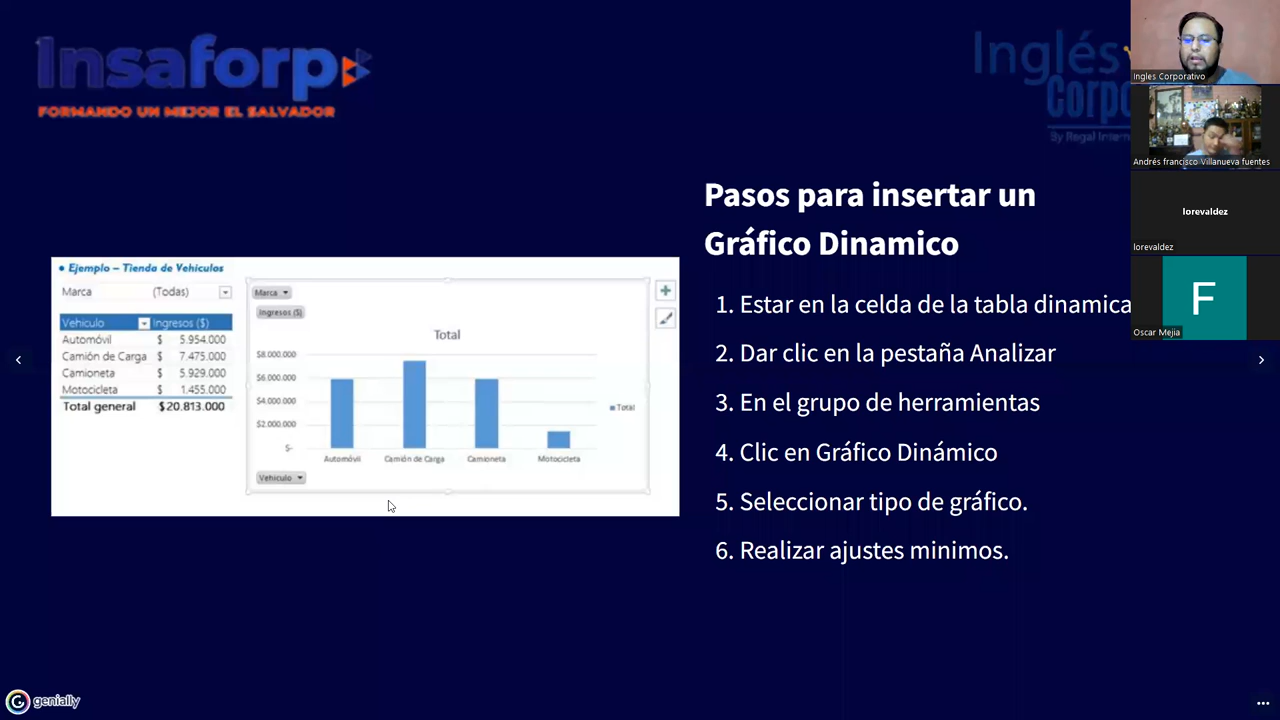 Insaforp
FORMANDO UN MEJOR EL SALVADOR
Inglés
Corp
By Regal Intern
Ingles Corporativo
Andrés francisco Villanueva fuentes
lorevaldez
lorevaldez
F
Oscar Mejia
Pasos para insertar un
Gráfico Dinamico
1. Estar en la celda de la tabla dinamica
2. Dar clic en la pestaña Analizar
3. En el grupo de herramientas
4. Clic en Gráfico Dinámico
5. Seleccionar tipo de gráfico.
6. Realizar ajustes minimos.
• Ejemplo – Tienda de Vehículos
Marca (Todas)
Vehículo Ingresos ($)
Automóvil $ 5.954.000
Camión de Carga $ 7.475.000
Camioneta $ 5.929.000
Motocicleta $ 1.455.000
Total general $20.813.000
Marca
Ingresos ($)
Total
$8.000.000
$6.000.000
$4.000.000
$2.000.000
$-
Automóvil Camión de Carga Camioneta Motocicleta
Total
Vehículo
genially